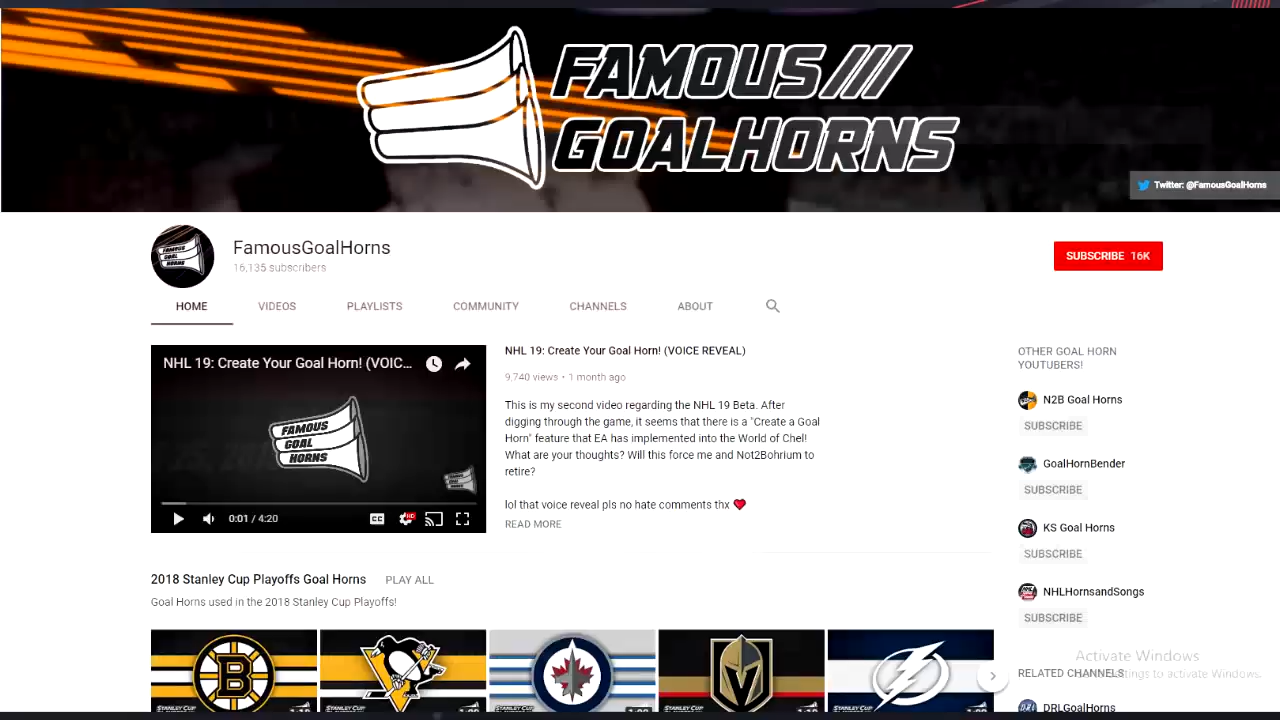 FAMOUS
GOALHORNS
Twitter: @FamousGoalHorns
FamousGoalHorns
16,135 subscribers
SUBSCRIBE 16K
HOME VIDEOS PLAYLISTS COMMUNITY CHANNELS ABOUT
NHL 19: Create Your Goal Horn! (VOIC...
FAMOUS
GOAL
HORNS
0:01 / 4:20
CC
HD
NHL 19: Create Your Goal Horn! (VOICE REVEAL)
9,740 views • 1 month ago
This is my second video regarding the NHL 19 Beta. After
digging through the game, it seems that there is a "Create a Goal
Horn" feature that EA has implemented into the World of Chel!
What are your thoughts? Will this force me and Not2Bohrium to
retire?
lol that voice reveal pls no hate comments thx ❤
READ MORE
OTHER GOAL HORN
YOUTUBERS!
N2B Goal Horns
SUBSCRIBE
GoalHornBender
SUBSCRIBE
KS Goal Horns
SUBSCRIBE
NHLHornsandSongs
SUBSCRIBE
2018 Stanley Cup Playoffs Goal Horns PLAY ALL
Goal Horns used in the 2018 Stanley Cup Playoffs!
B
Activate Windows
RELATED CHANNELS
to activate Windows.
DRLGoalHorns